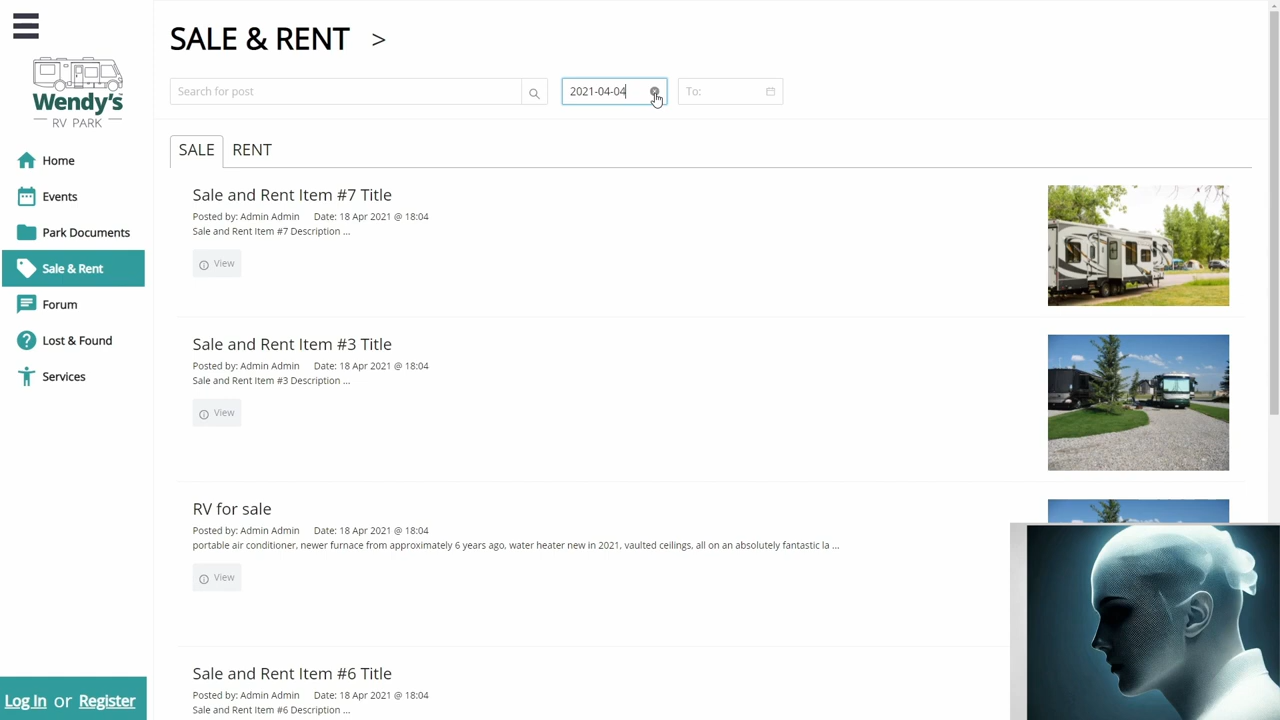 SALE & RENT >
Search for post
2021-04-04
To:
Wendy's
RV PARK
Home
Events
Park Documents
Sale & Rent
Forum
Lost & Found
Services
Log In or Register
SALE RENT
Sale and Rent Item #7 Title
Posted by: Admin Admin Date: 18 Apr 2021 @ 18:04
Sale and Rent Item #7 Description ...
View
Sale and Rent Item #3 Title
Posted by: Admin Admin Date: 18 Apr 2021 @ 18:04
Sale and Rent Item #3 Description ...
View
RV for sale
Posted by: Admin Admin Date: 18 Apr 2021 @ 18:04
portable air conditioner, newer furnace from approximately 6 years ago, water heater new in 2021, vaulted ceilings, all on an absolutely fantastic la ...
View
Sale and Rent Item #6 Title
Posted by: Admin Admin Date: 18 Apr 2021 @ 18:04
Sale and Rent Item #6 Description ...